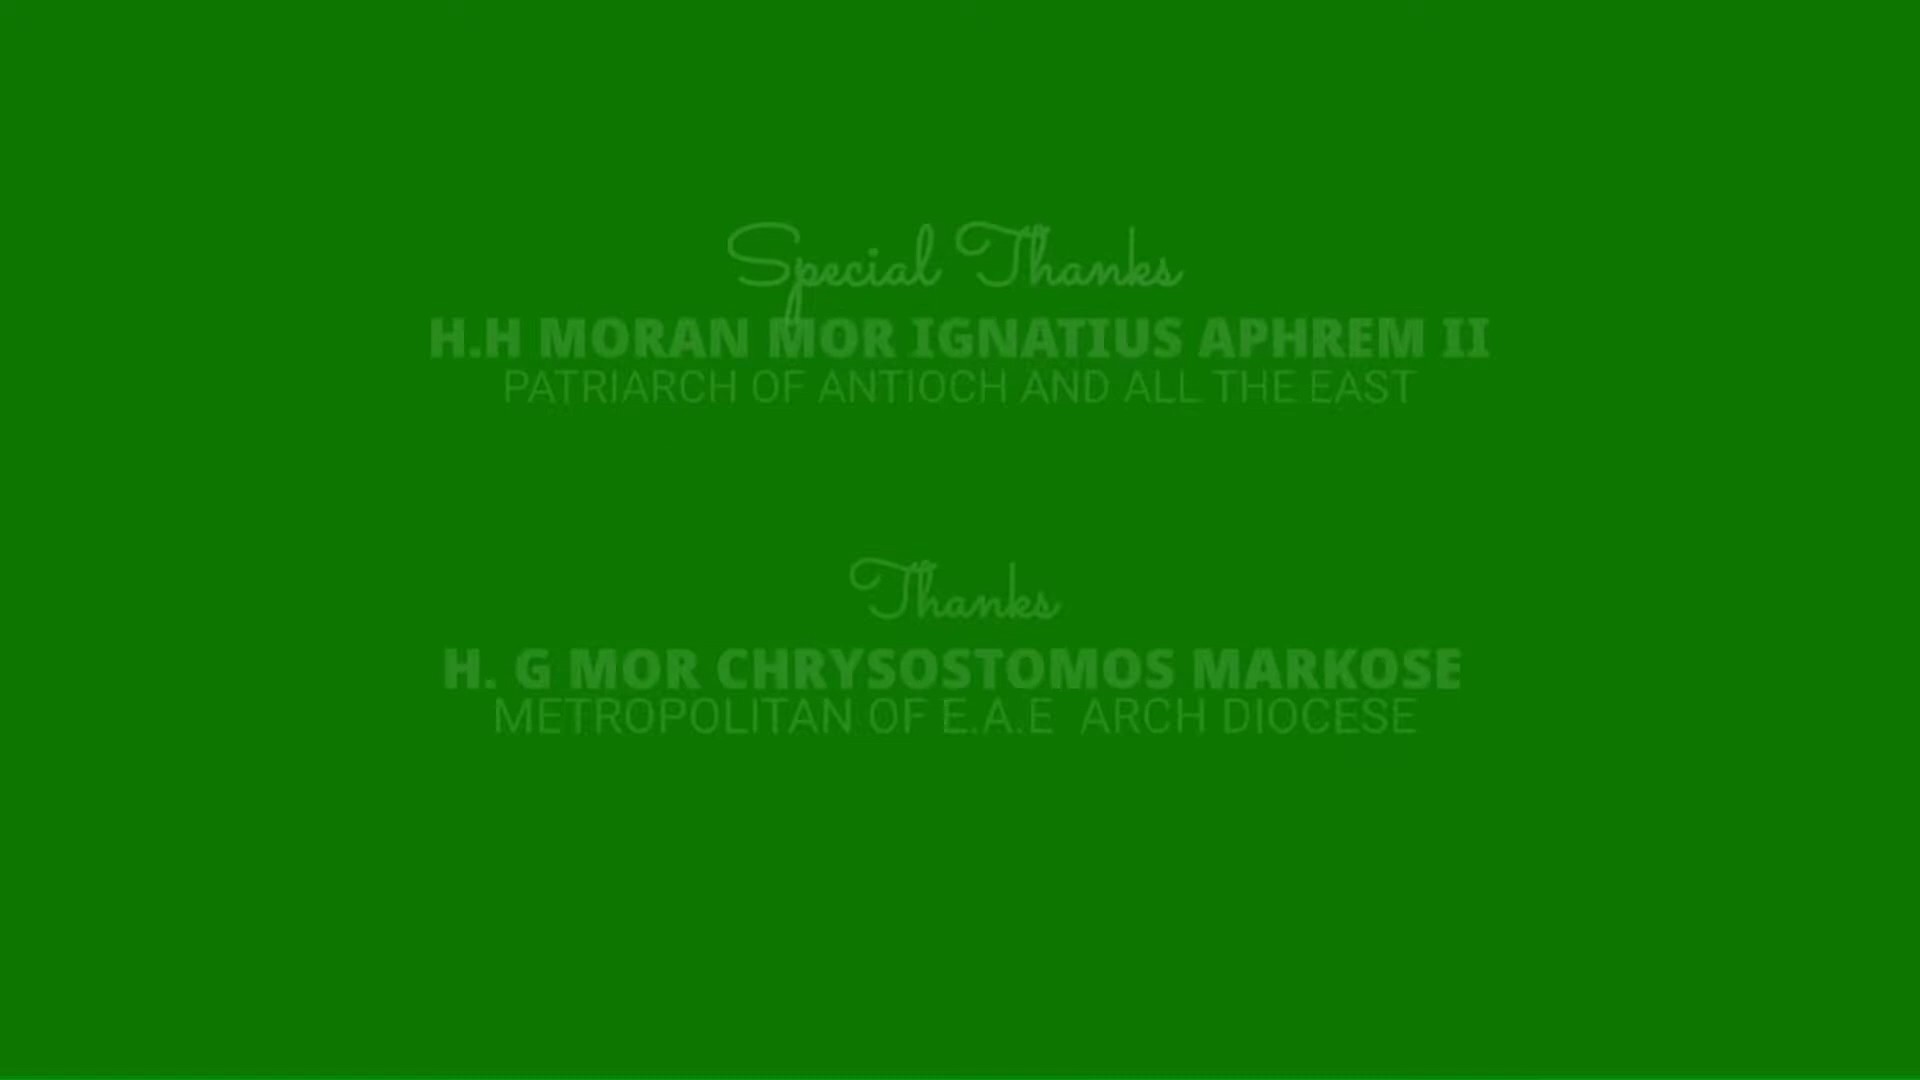 Special Thanks
H.H MORAN MOR IGNATIUS APHREM II
PATRIARCH OF ANTIOCH AND ALL THE EAST
Thanks
H. G MOR CHRYSOSTOMOS MARKOSE
METROPOLITAN OF E.A.E ARCH DIOCESE